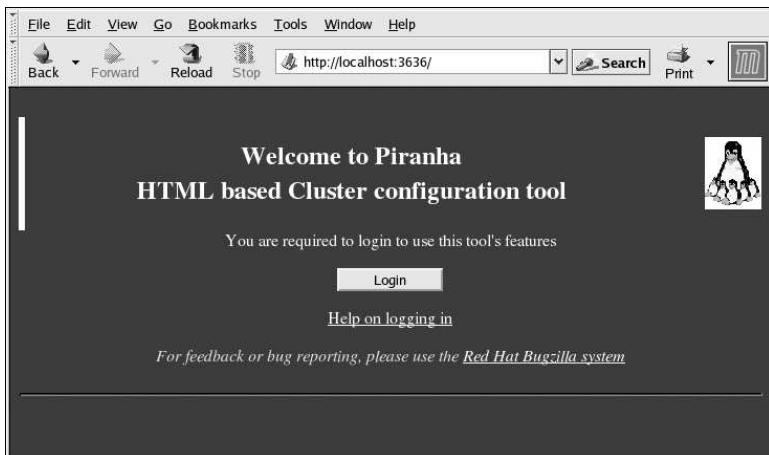 File Edit View Go Bookmarks Tools Window Help
Back Forward Reload Stop http://localhost:3636/ Search Print
Welcome to Piranha
HTML based Cluster configuration tool
You are required to login to use this tool's features
Login
Help on logging in
For feedback or bug reporting, please use the Red Hat Bugzilla system